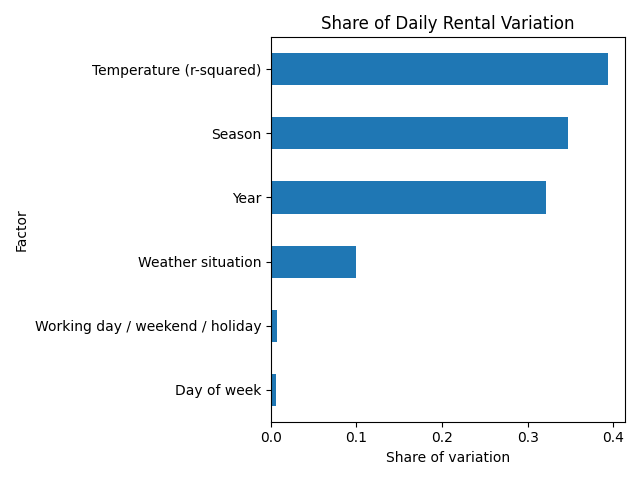 Share of Daily Rental Variation
Factor
Temperature (r-squared)
Season
Year
Weather situation
Working day / weekend / holiday
Day of week
0.0 0.1 0.2 0.3 0.4
Share of variation